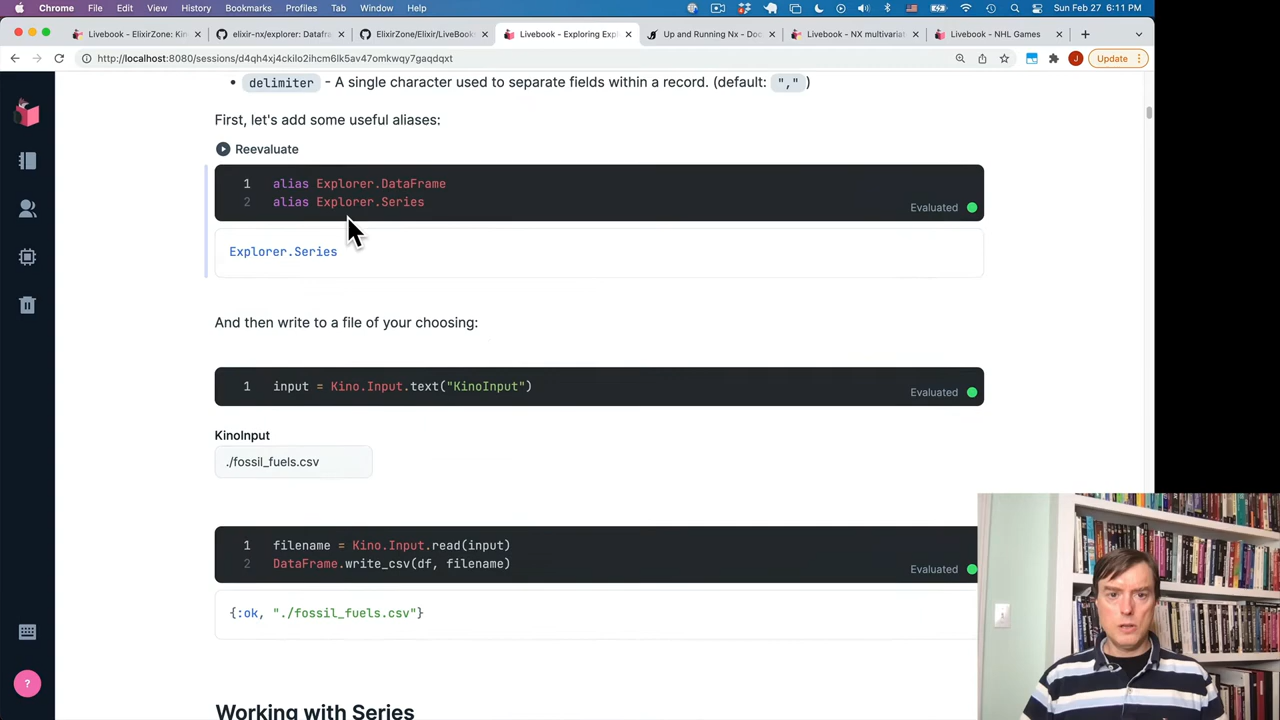 Chrome File Edit View History Bookmarks Profiles Tab Window Help
Sun Feb 27 6:11 PM
Livebook - ElixirZone: Kin
elixir-nx/explorer: Datafra
ElixirZone/Elixir/LiveBook
Livebook - Exploring Expl
Up and Running Nx - Doc
Livebook - NX multivariat
Livebook - NHL Games
http://localhost:8080/sessions/d4qh4xj4ckilo2ihcm6lk5av47omkwqy7gaqdqxt
J
Update
• delimiter - A single character used to separate fields within a record. (default: "," )
First, let's add some useful aliases:
Reevaluate
1 alias Explorer.DataFrame
2 alias Explorer.Series
Evaluated
Explorer.Series
And then write to a file of your choosing:
1 input = Kino.Input.text("KinoInput")
Evaluated
KinoInput
./fossil_fuels.csv
1 filename = Kino.Input.read(input)
2 DataFrame.write_csv(df, filename)
Evaluated
{:ok, "./fossil_fuels.csv"}
?
Working with Series